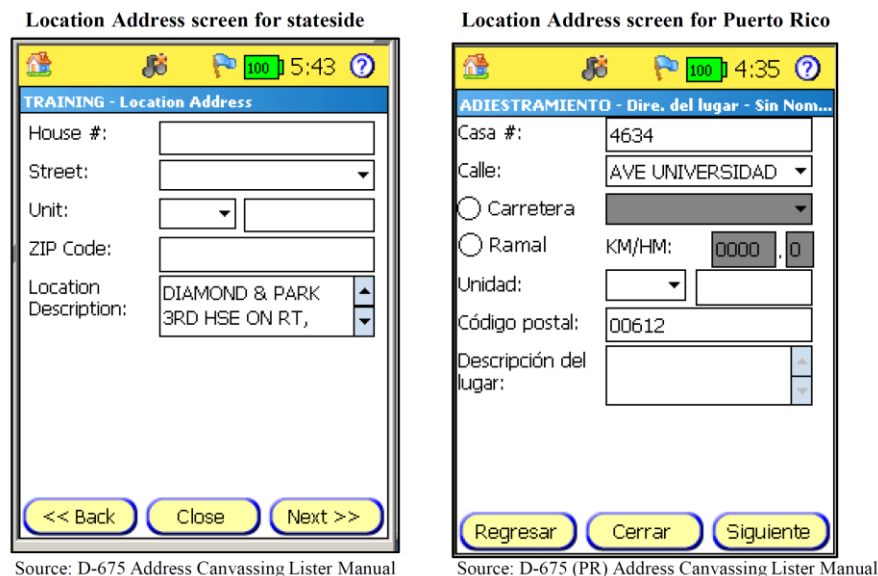 Location Address screen for stateside
100 5:43 ?
TRAINING - Location Address
House #:
Street:
Unit:
ZIP Code:
Location
Description:
DIAMOND & PARK
3RD HSE ON RT,
<< Back Close Next >>
Source: D-675 Address Canvassing Lister Manual
Location Address screen for Puerto Rico
100 4:35 ?
ADIESTRAMIENTO - Dire. del lugar - Sin Nom...
Casa #: 4634
Calle: AVE UNIVERSIDAD
Carretera
Ramal KM/HM: 0000 . 0
Unidad:
Código postal: 00612
Descripción del
lugar:
Regresar Cerrar Siguiente
Source: D-675 (PR) Address Canvassing Lister Manual